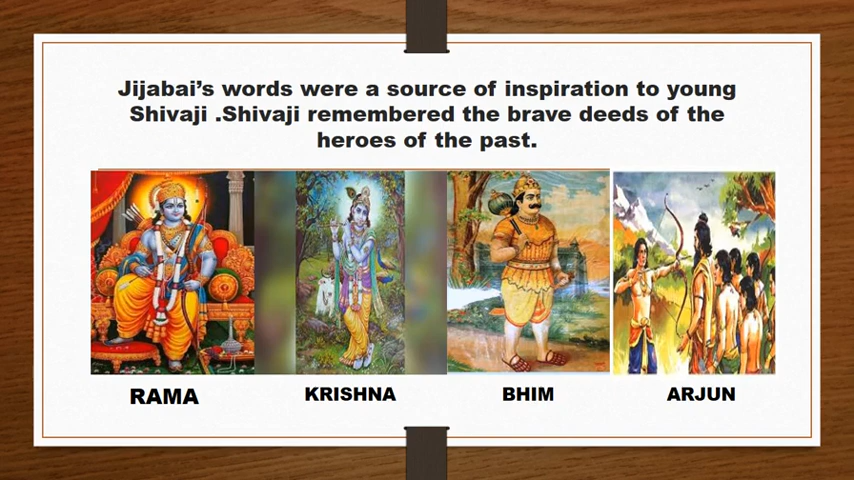 Jijabai’s words were a source of inspiration to young
Shivaji .Shivaji remembered the brave deeds of the
heroes of the past.
RAMA
KRISHNA
BHIM
ARJUN